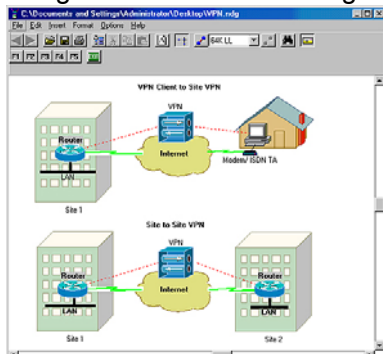 C:\Documents and Settings\Administrator\Desktop\VPN.ndg
File Edit Insert Format Options Help
64K LL
F1 F2 F3 F4 F5
VPN Client to Site VPN
VPN
Router
Internet
LAN
Modem/ ISDN TA
Site 1
Site to Site VPN
VPN
Router
Internet
Router
LAN
LAN
Site 1
Site 2